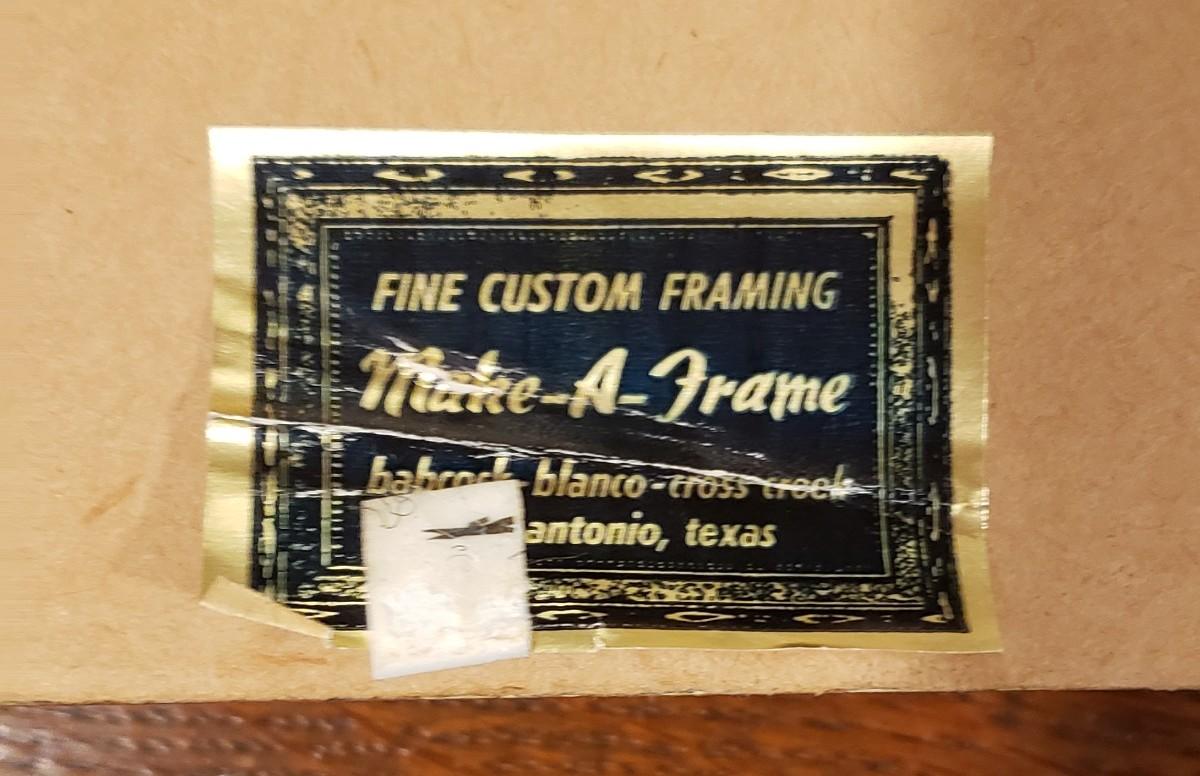 FINE CUSTOM FRAMING
Make-A-Frame
babcock-blanco-cross creek
antonio, texas